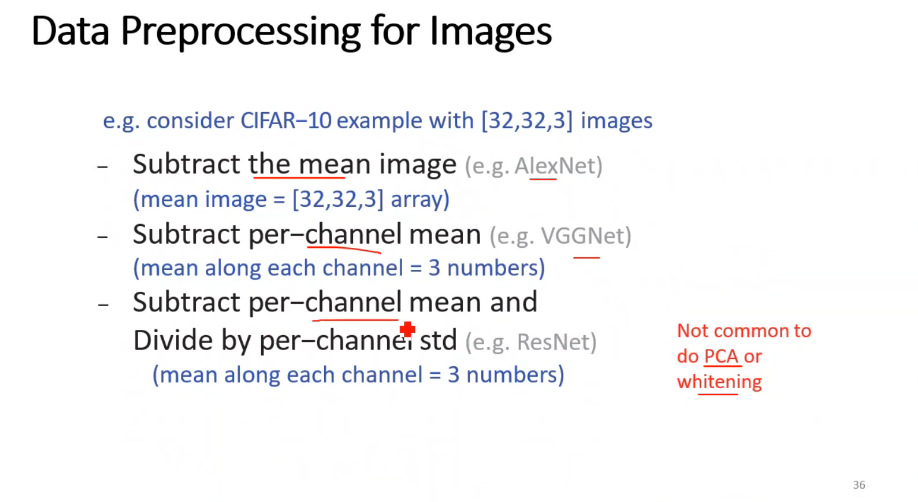 Data Preprocessing for Images
e.g. consider CIFAR–10 example with [32,32,3] images
– Subtract the mean image (e.g. AlexNet)
(mean image = [32,32,3] array)
– Subtract per–channel mean (e.g. VGGNet)
(mean along each channel = 3 numbers)
– Subtract per–channel mean and
Divide by per–channel std (e.g. ResNet)
(mean along each channel = 3 numbers)
Not common to
do PCA or
whitening
36